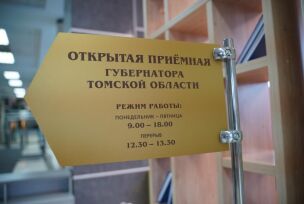 ОТКРЫТАЯ ПРИЁМНАЯ
ГУБЕРНАТОРА
ТОМСКОЙ ОБЛАСТИ
РЕЖИМ РАБОТЫ:
ПОНЕДЕЛЬНИК – ПЯТНИЦА
9.00 – 18.00
ПЕРЕРЫВ
12.30 – 13.30